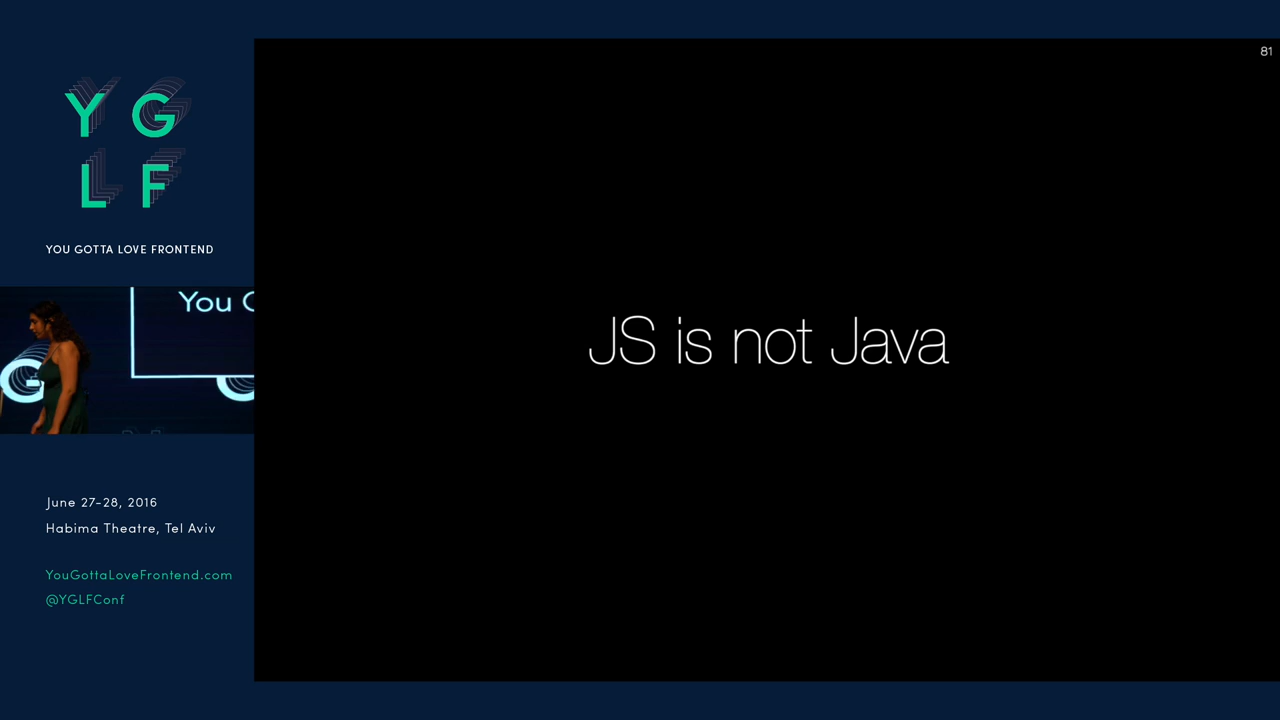 Y G
L F
YOU GOTTA LOVE FRONTEND
You
G
June 27-28, 2016
Habima Theatre, Tel Aviv
YouGottaLoveFrontend.com
@YGLFConf
81
JS is not Java